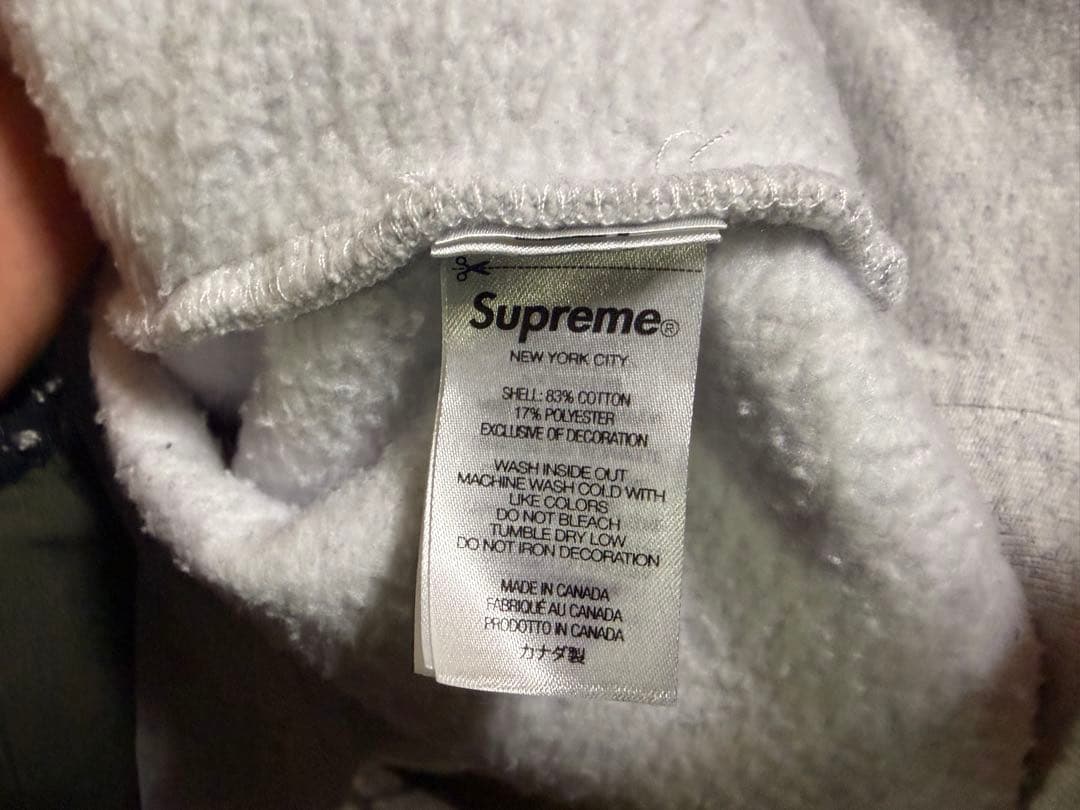 Supreme®
NEW YORK CITY
SHELL: 83% COTTON
17% POLYESTER
EXCLUSIVE OF DECORATION
WASH INSIDE OUT
MACHINE WASH COLD WITH
LIKE COLORS
DO NOT BLEACH
TUMBLE DRY LOW
DO NOT IRON DECORATION
MADE IN CANADA
FABRIQUÉ AU CANADA
PRODOTTO IN CANADA
カナダ製